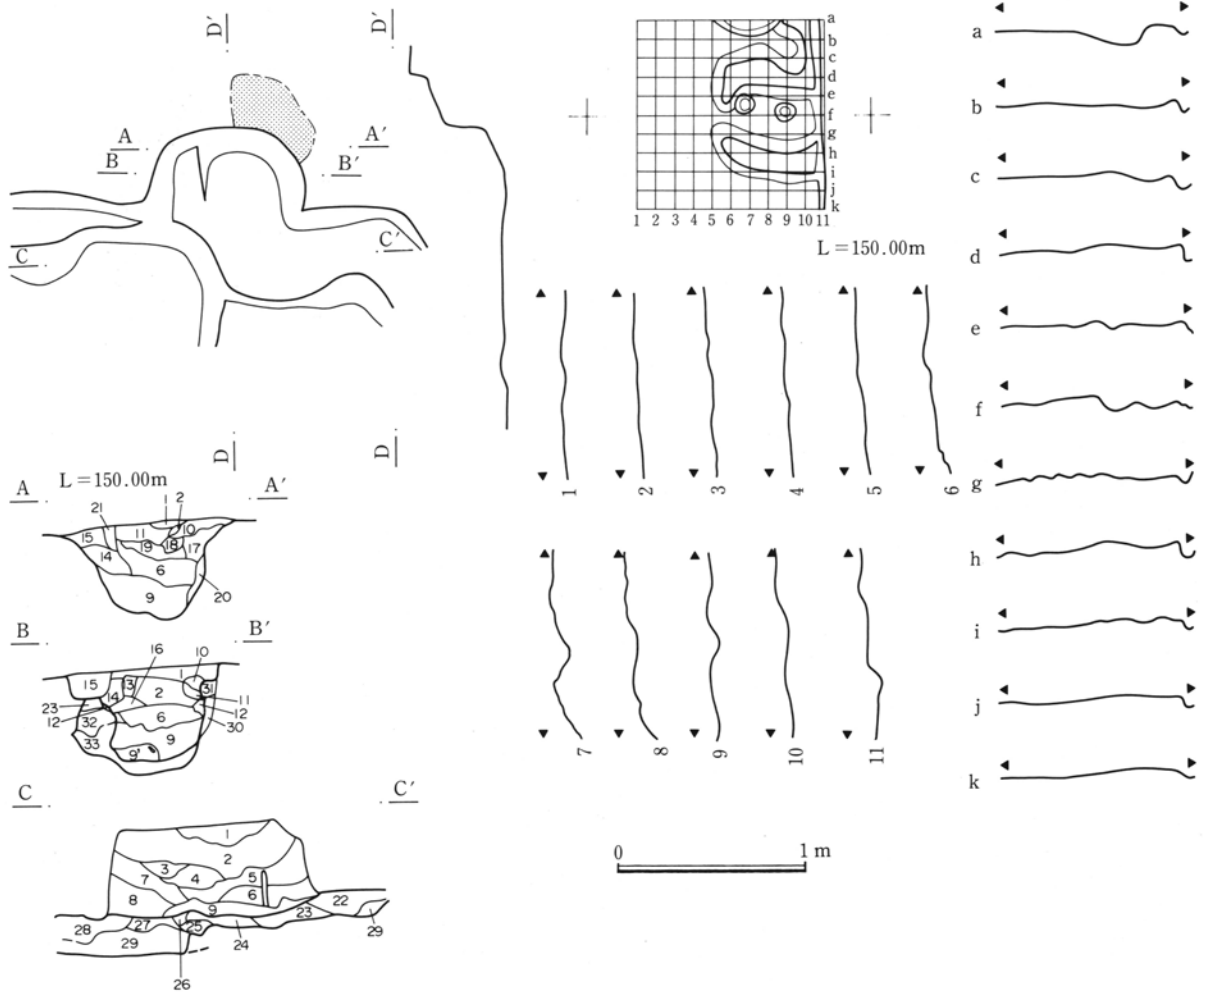 D′
D′
A
A′
B
B′
C
C′
D
D
a
b
c
d
e
f
g
h
i
j
k
1 2 3 4 5 6 7 8 9 10 11
L=150.00m
1
2
3
4
5
6
7
8
9
10
11
a
b
c
d
e
f
g
h
i
j
k
0 1 m
L=150.00m
A
A′
21
1
2
15
11
10
14
19
18
17
6
9
20
B
B′
16
10
15
14
13
1
2
31
23
12
11
12
32
6
30
33
9
9′
C
C′
1
2
3
7
4
5
8
6
9
22
23
28
27
25
24
29
29
26